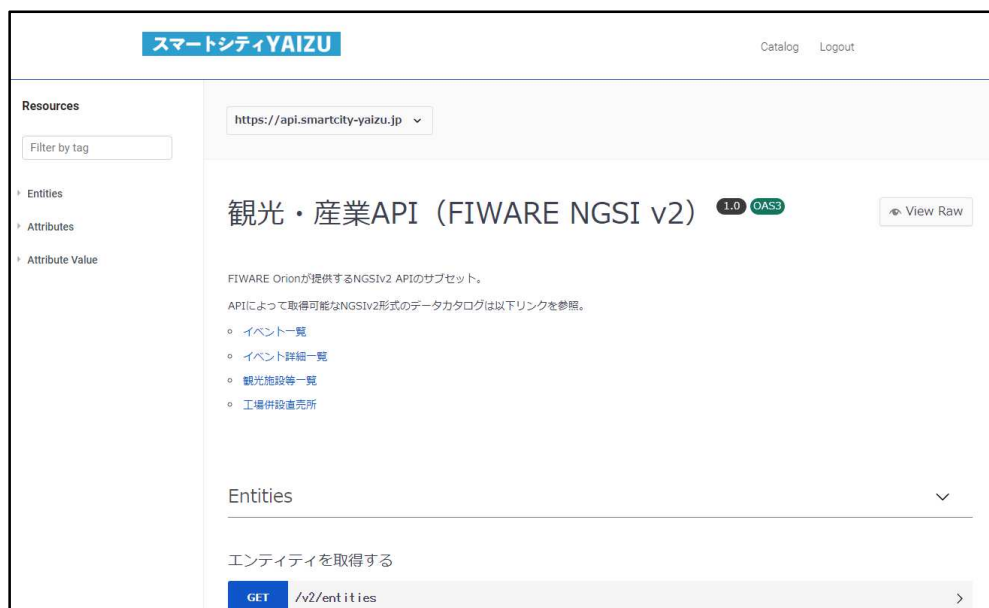 スマートシティYAIZU
Catalog Logout
Resources
Filter by tag
Entities
Attributes
Attribute Value
https://api.smartcity-yaizu.jp
観光・産業API（FIWARE NGSI v2） 1.0 OAS3
View Raw
FIWARE Orionが提供するNGSIv2 APIのサブセット。
APIによって取得可能なNGSIv2形式のデータカタログは以下リンクを参照。
イベント一覧
イベント詳細一覧
観光施設等一覧
工場併設直売所
Entities
エンティティを取得する
GET /v2/entities